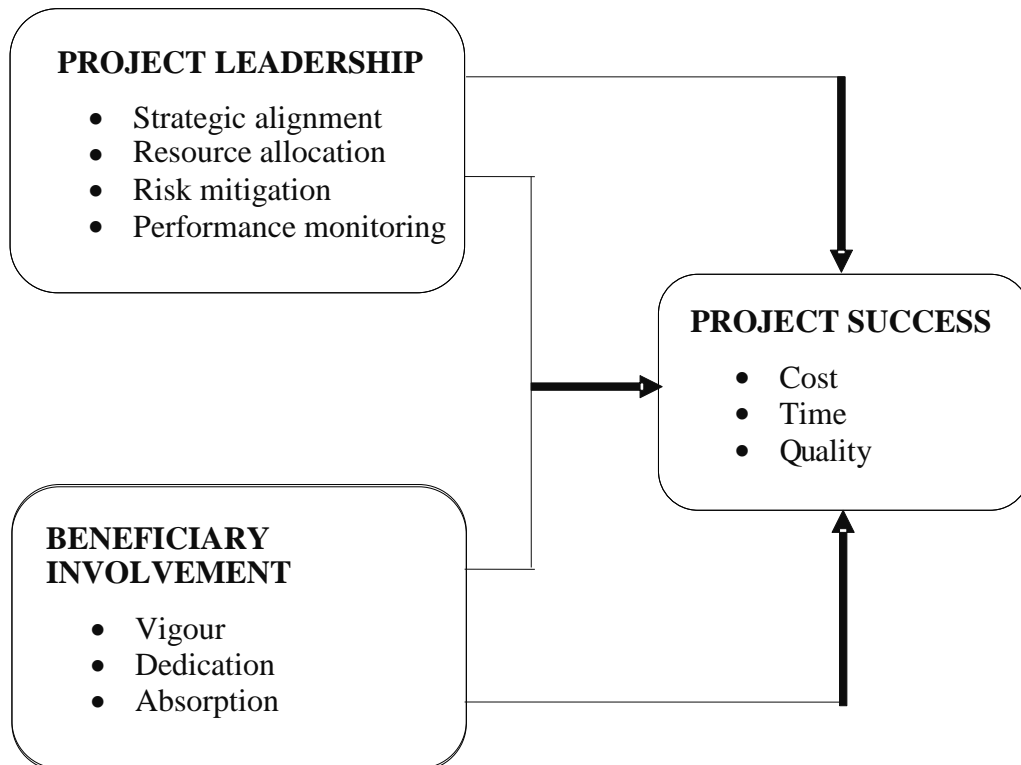 PROJECT LEADERSHIP
• Strategic alignment
• Resource allocation
• Risk mitigation
• Performance monitoring
PROJECT SUCCESS
• Cost
• Time
• Quality
BENEFICIARY
INVOLVEMENT
• Vigour
• Dedication
• Absorption